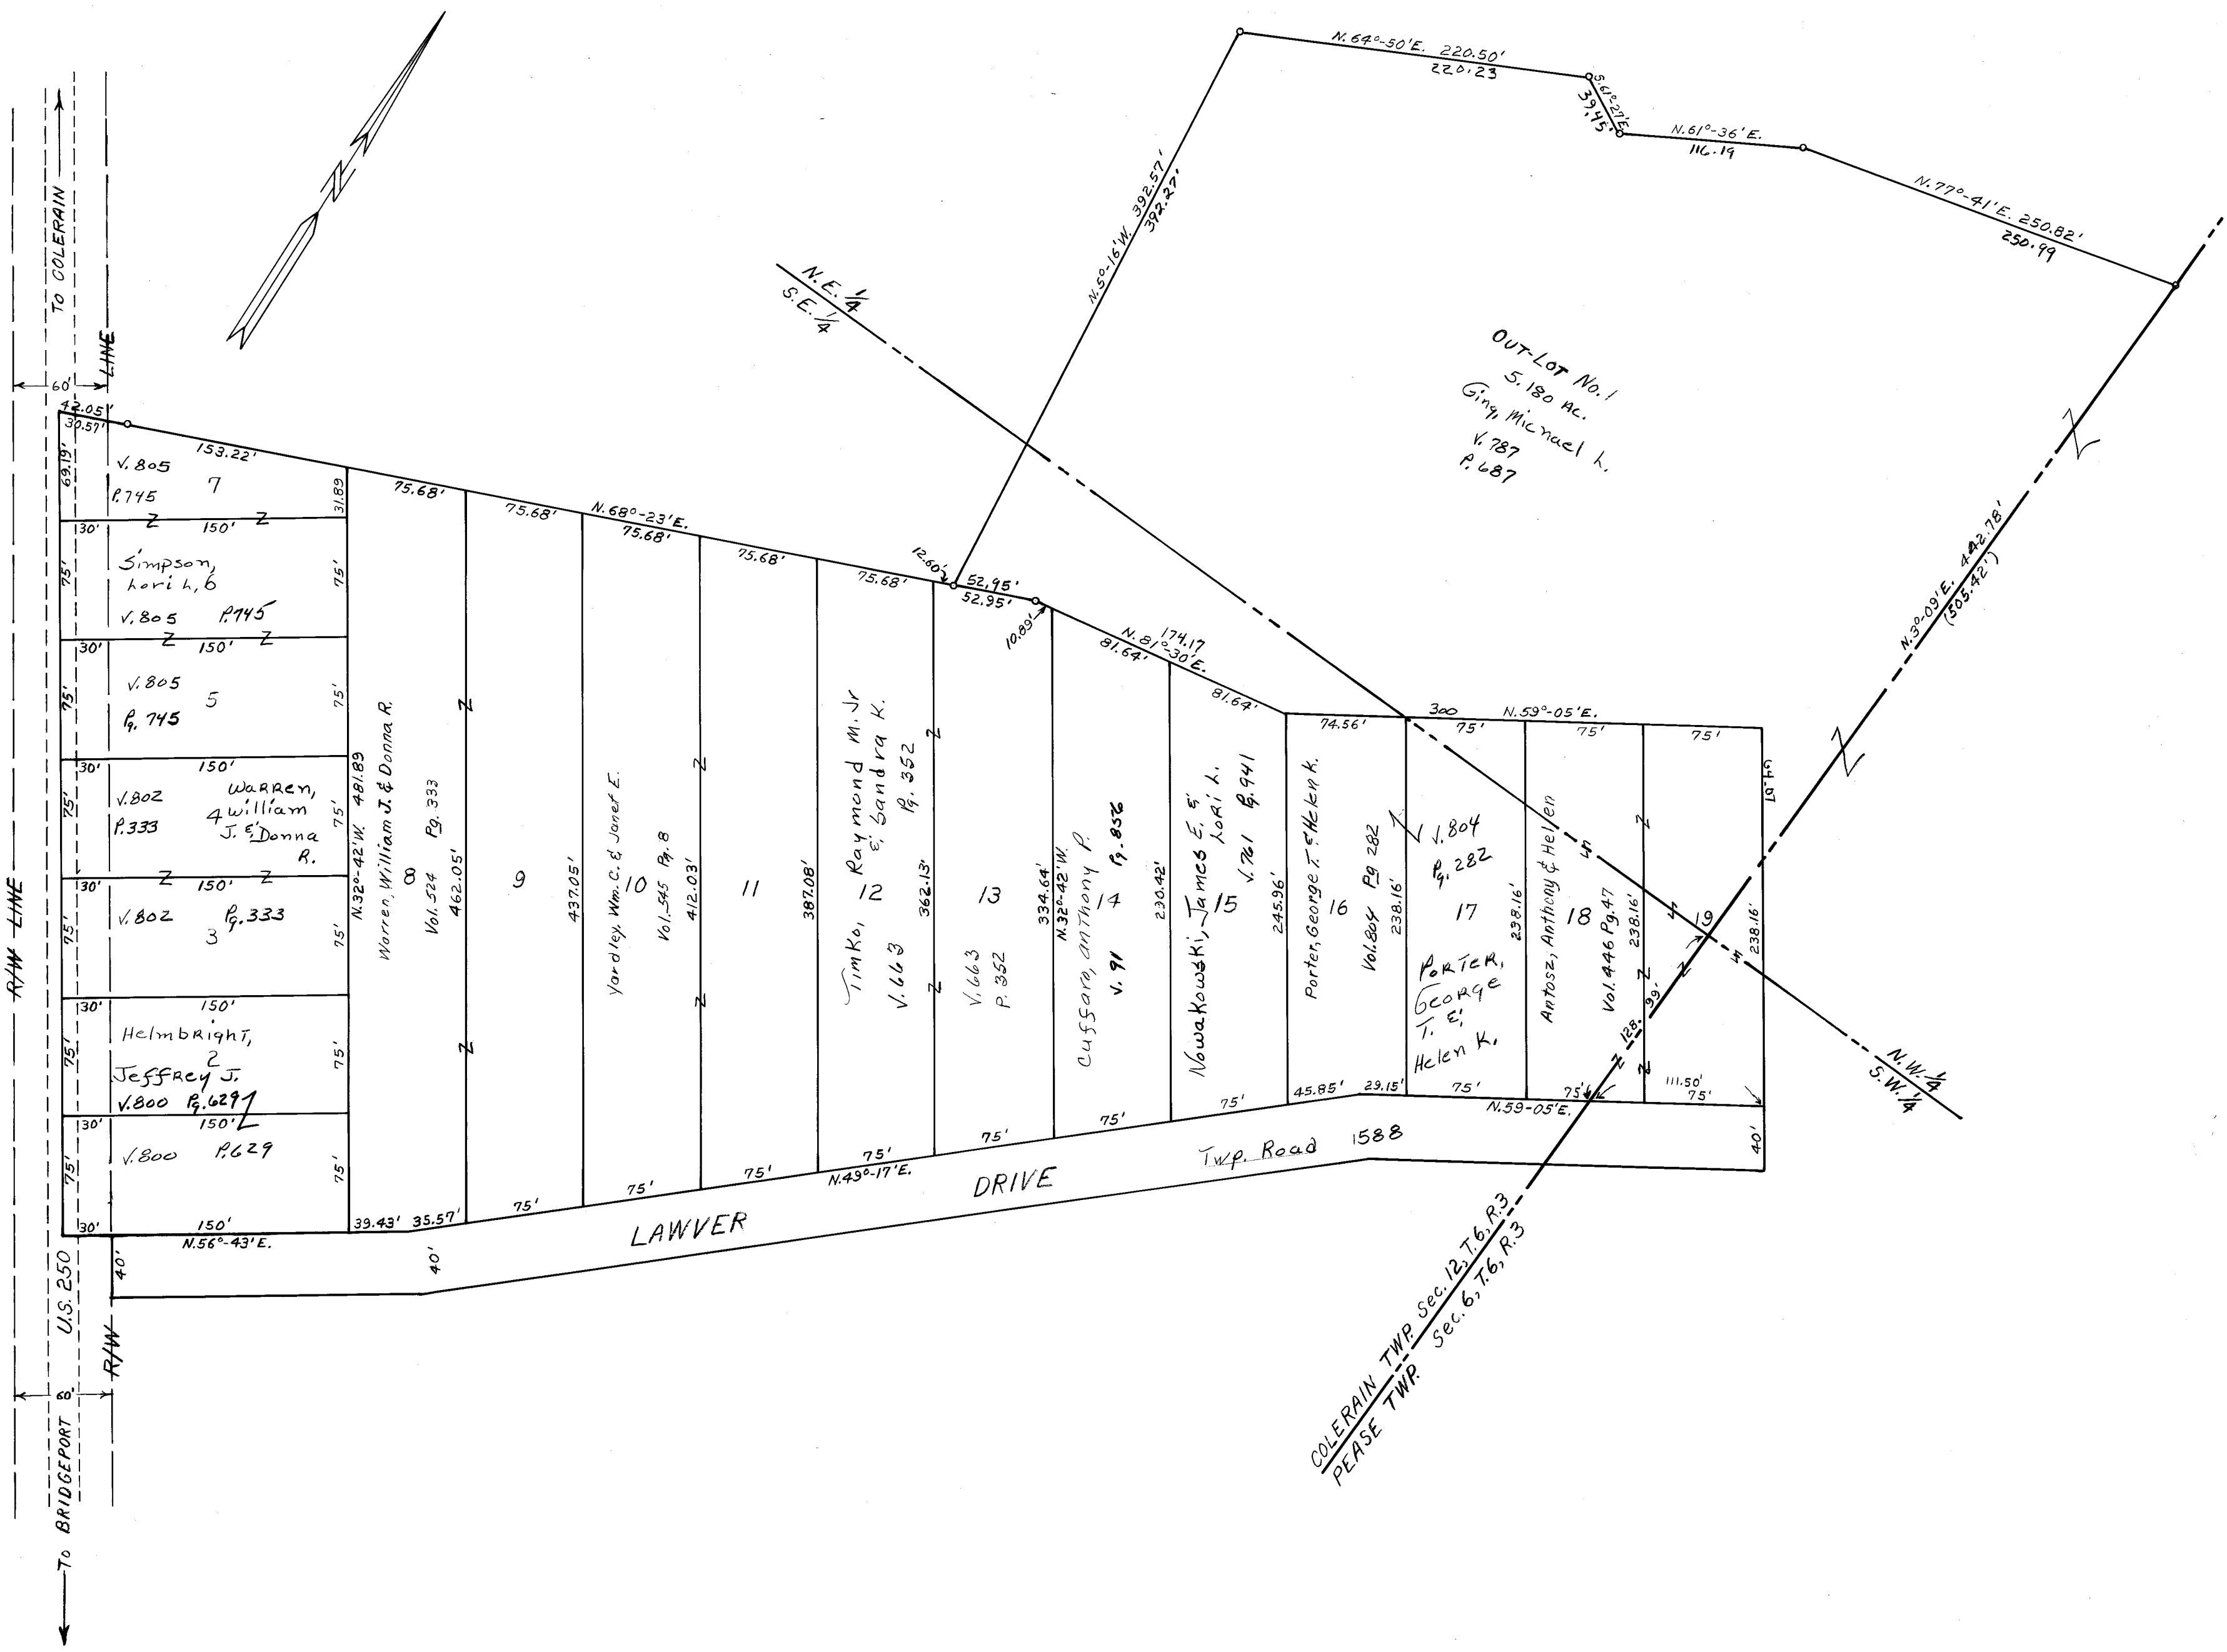 N. 64°-50'E. 220.50'
220.23
S.61°-27'E.
39.45'
N.61°-36'E.
116.19
N.77°-41'E. 250.82'
250.99
N.5°-16'W. 392.57'
392.27'
N
TO COLERAIN
LINE
60'
N.E.¼
S.E.¼
OUT-LOT No.1
5.180 Ac.
Ging, Michael L.
V.787
P.687
N.3°-09'E. 442.78'
(505.42')
42.05'
30.57'
69.19'
153.22'
V.805
7
P.745
31.89
30'
150'
75'
Simpson,
Lori L, 6
V.805 P.745
75'
30'
150'
75'
V.805
5
Pg.745
75'
30'
150'
75'
V.802
P.333
Warren,
4 William
J. & Donna
R.
75'
30'
150'
75'
V.802 Pg.333
3
75'
30'
150'
75'
Helmbright,
2
Jeffrey J.
V.800 Pg.629
75'
30'
150'
75'
V.800 P.629
75'
30'
150'
N.56°-43'E.
N.32°-42'W. 481.89
75.68'
Warren, William J. & Donna R.
8
Vol.524 Pg.333
462.05'
39.43' 35.57'
75.68'
9
437.05'
75'
N.68°-23'E.
75.68'
Yardley, Wm. C. & Janet E.
10
Vol.545 Pg.8
412.03'
75'
75.68'
11
387.08'
75'
75.68'
Timko, Raymond M. Jr
& Sandra K.
12
V.663 Pg.352
362.13'
75'
N.49°-17'E.
12.60'
52.95'
52.95'
10.89'
13
V.663
P.352
334.64'
75'
N.32°-42'W.
174.17
N.81°-30'E.
81.64'
14
Cuffaro, Anthony P.
V.91 Pg.856
290.42'
75'
81.64'
Nowakowski, James E. &
Lori L.
15
V.761 Pg.941
245.96'
75'
74.56'
Porter, George T. & Helen K.
16
Vol.804 Pg 282
238.16'
45.85' 29.15'
300
N.59°-05'E.
75'
V.804
Pg.282
17
Porter,
George
T. &
Helen K.
238.16'
75'
75'
Antosz, Anthony & Helen
18
Vol.446 Pg.47
238.16'
75'
N.59-05'E.
75'
64.07
19
238.16'
128.99'
111.50'
75'
40'
N.W.¼
S.W.¼
Twp. Road 1588
LAWVER DRIVE
40'
40'
R/W LINE
U.S. 250
R/W
60'
TO BRIDGEPORT
COLERAIN TWP. Sec. 12, T.6, R.3
PEASE TWP. Sec. 6, T.6, R.3